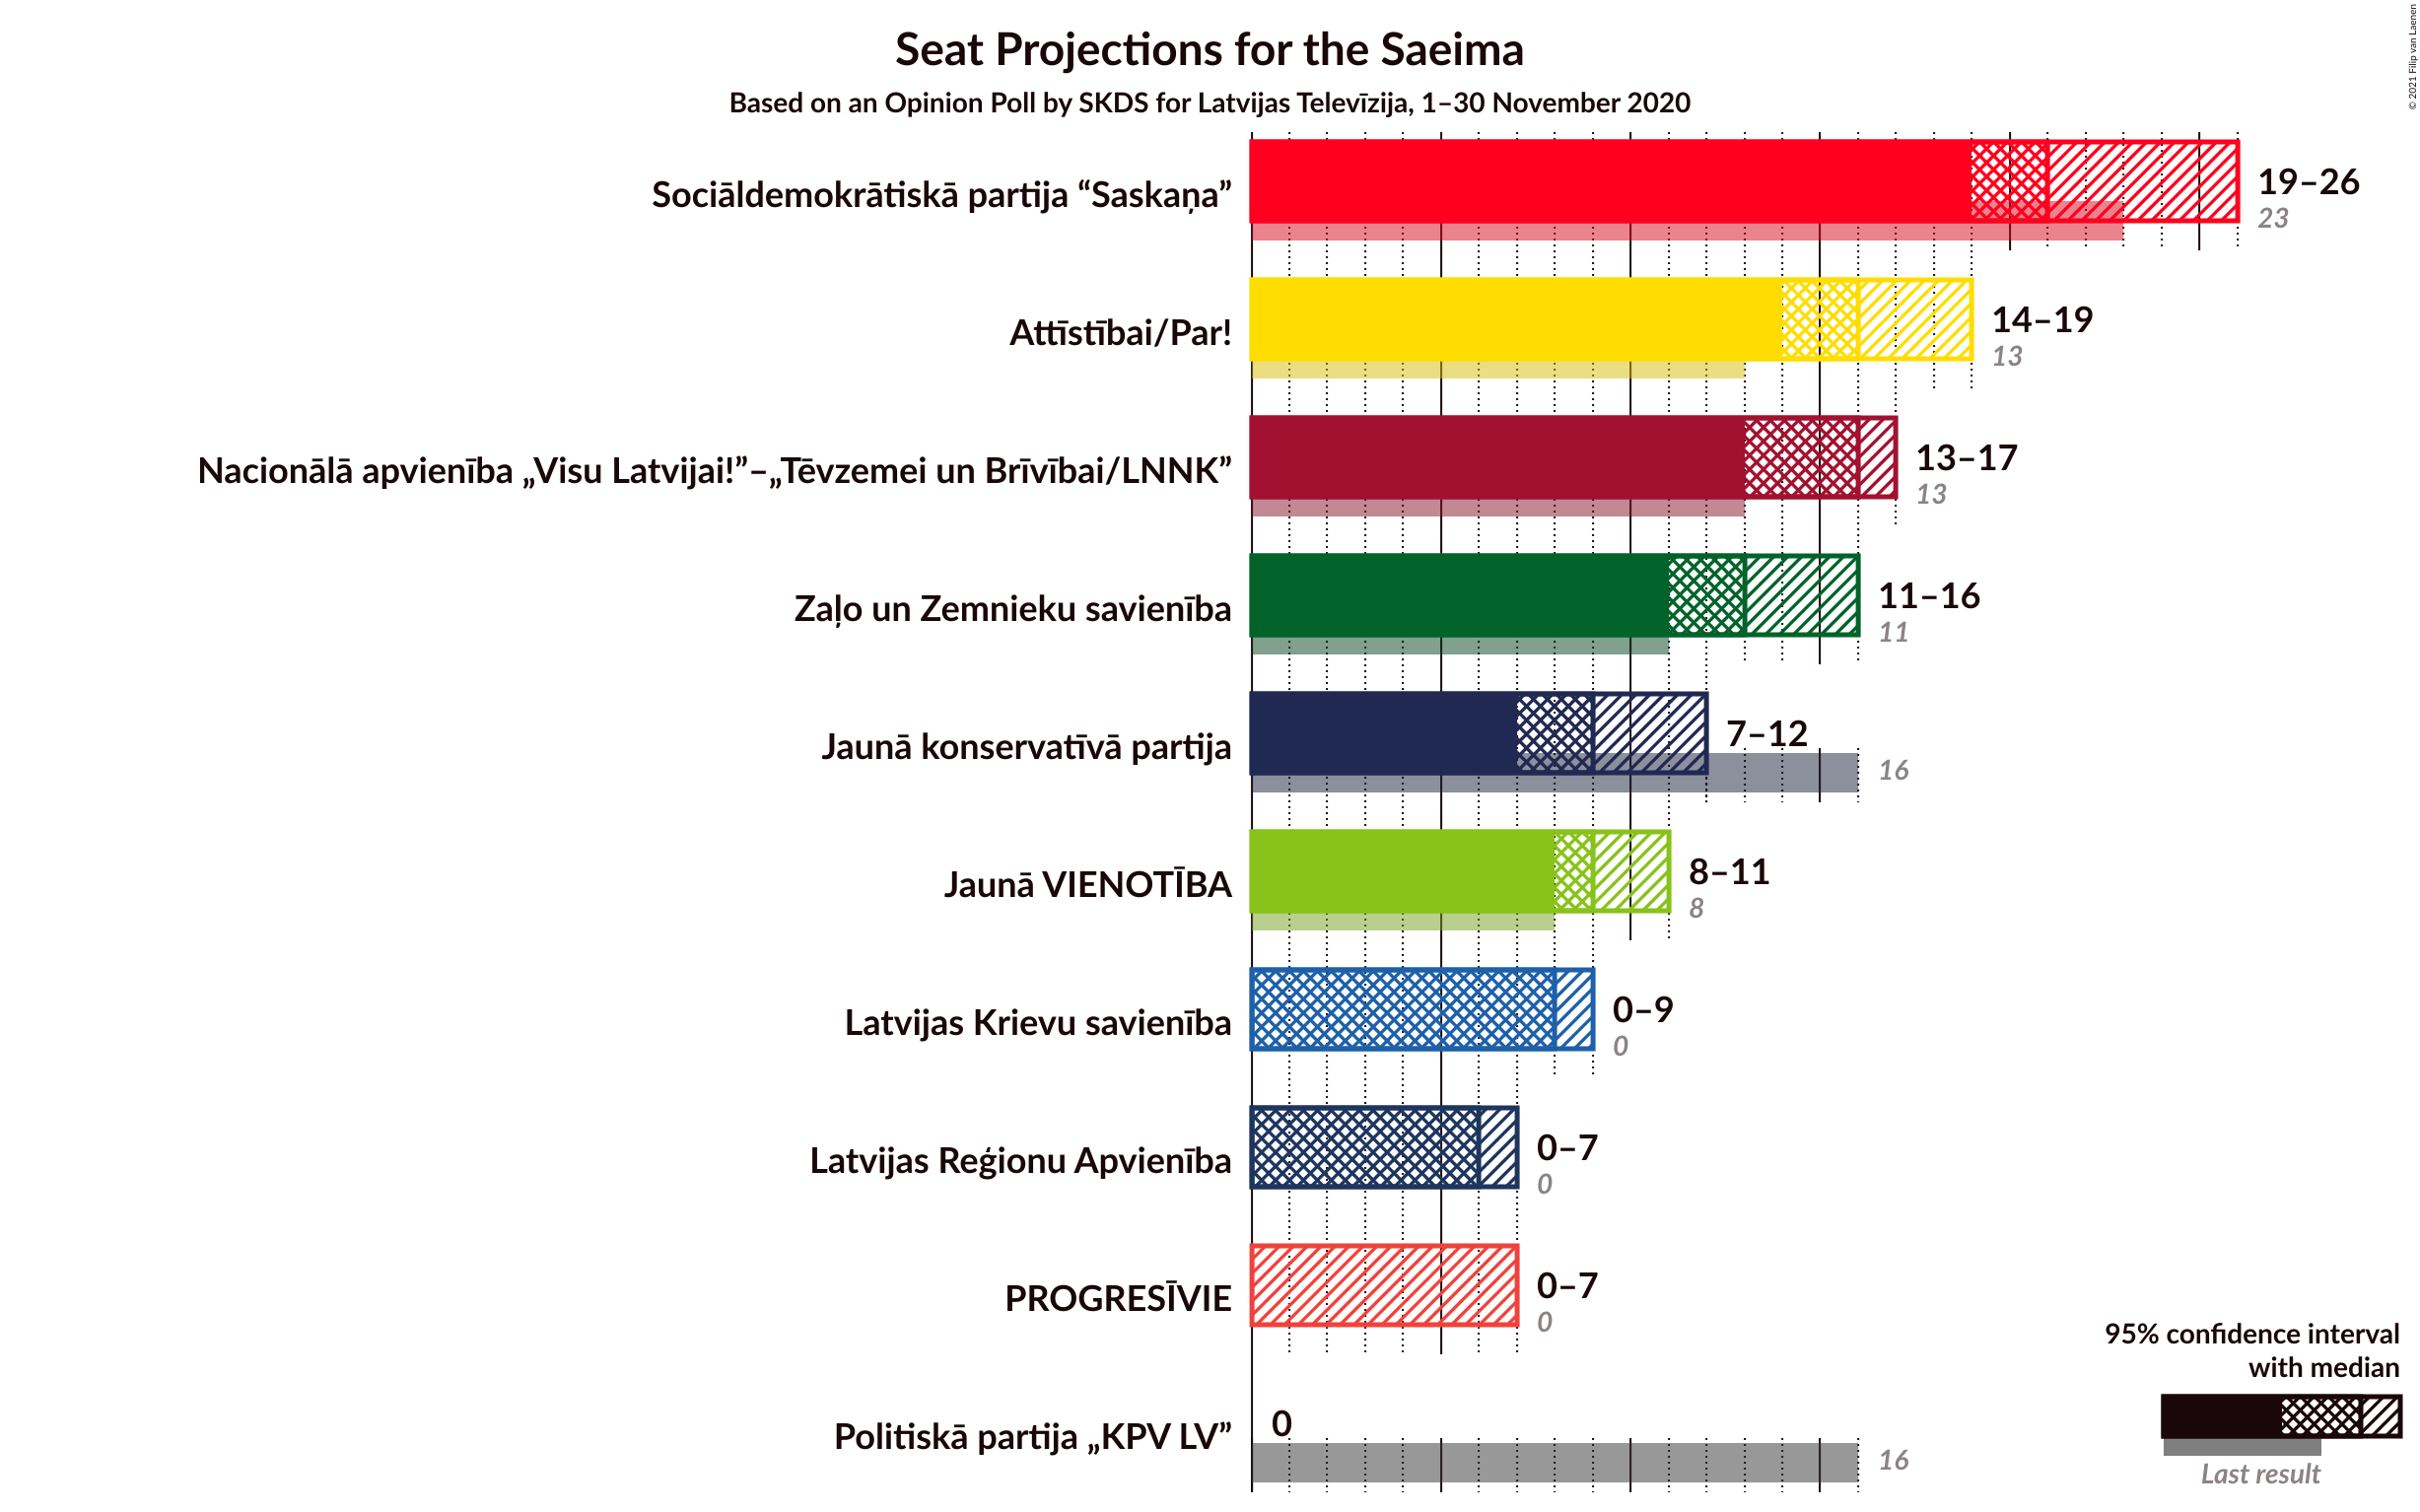 Seat Projections for the Saeima
Based on an Opinion Poll by SKDS for Latvijas Televīzija, 1–30 November 2020
© 2021 Filip van Laenen
Sociāldemokrātiskā partija “Saskaņa”
19–26
23
Attīstībai/Par!
14–19
13
Nacionālā apvienība „Visu Latvijai!”–„Tēvzemei un Brīvībai/LNNK”
13–17
13
Zaļo un Zemnieku savienība
11–16
11
Jaunā konservatīvā partija
7–12
16
Jaunā VIENOTĪBA
8–11
8
Latvijas Krievu savienība
0–9
0
Latvijas Reģionu Apvienība
0–7
0
PROGRESĪVIE
0–7
0
Politiskā partija „KPV LV”
0
16
95% confidence interval
with median
Last result